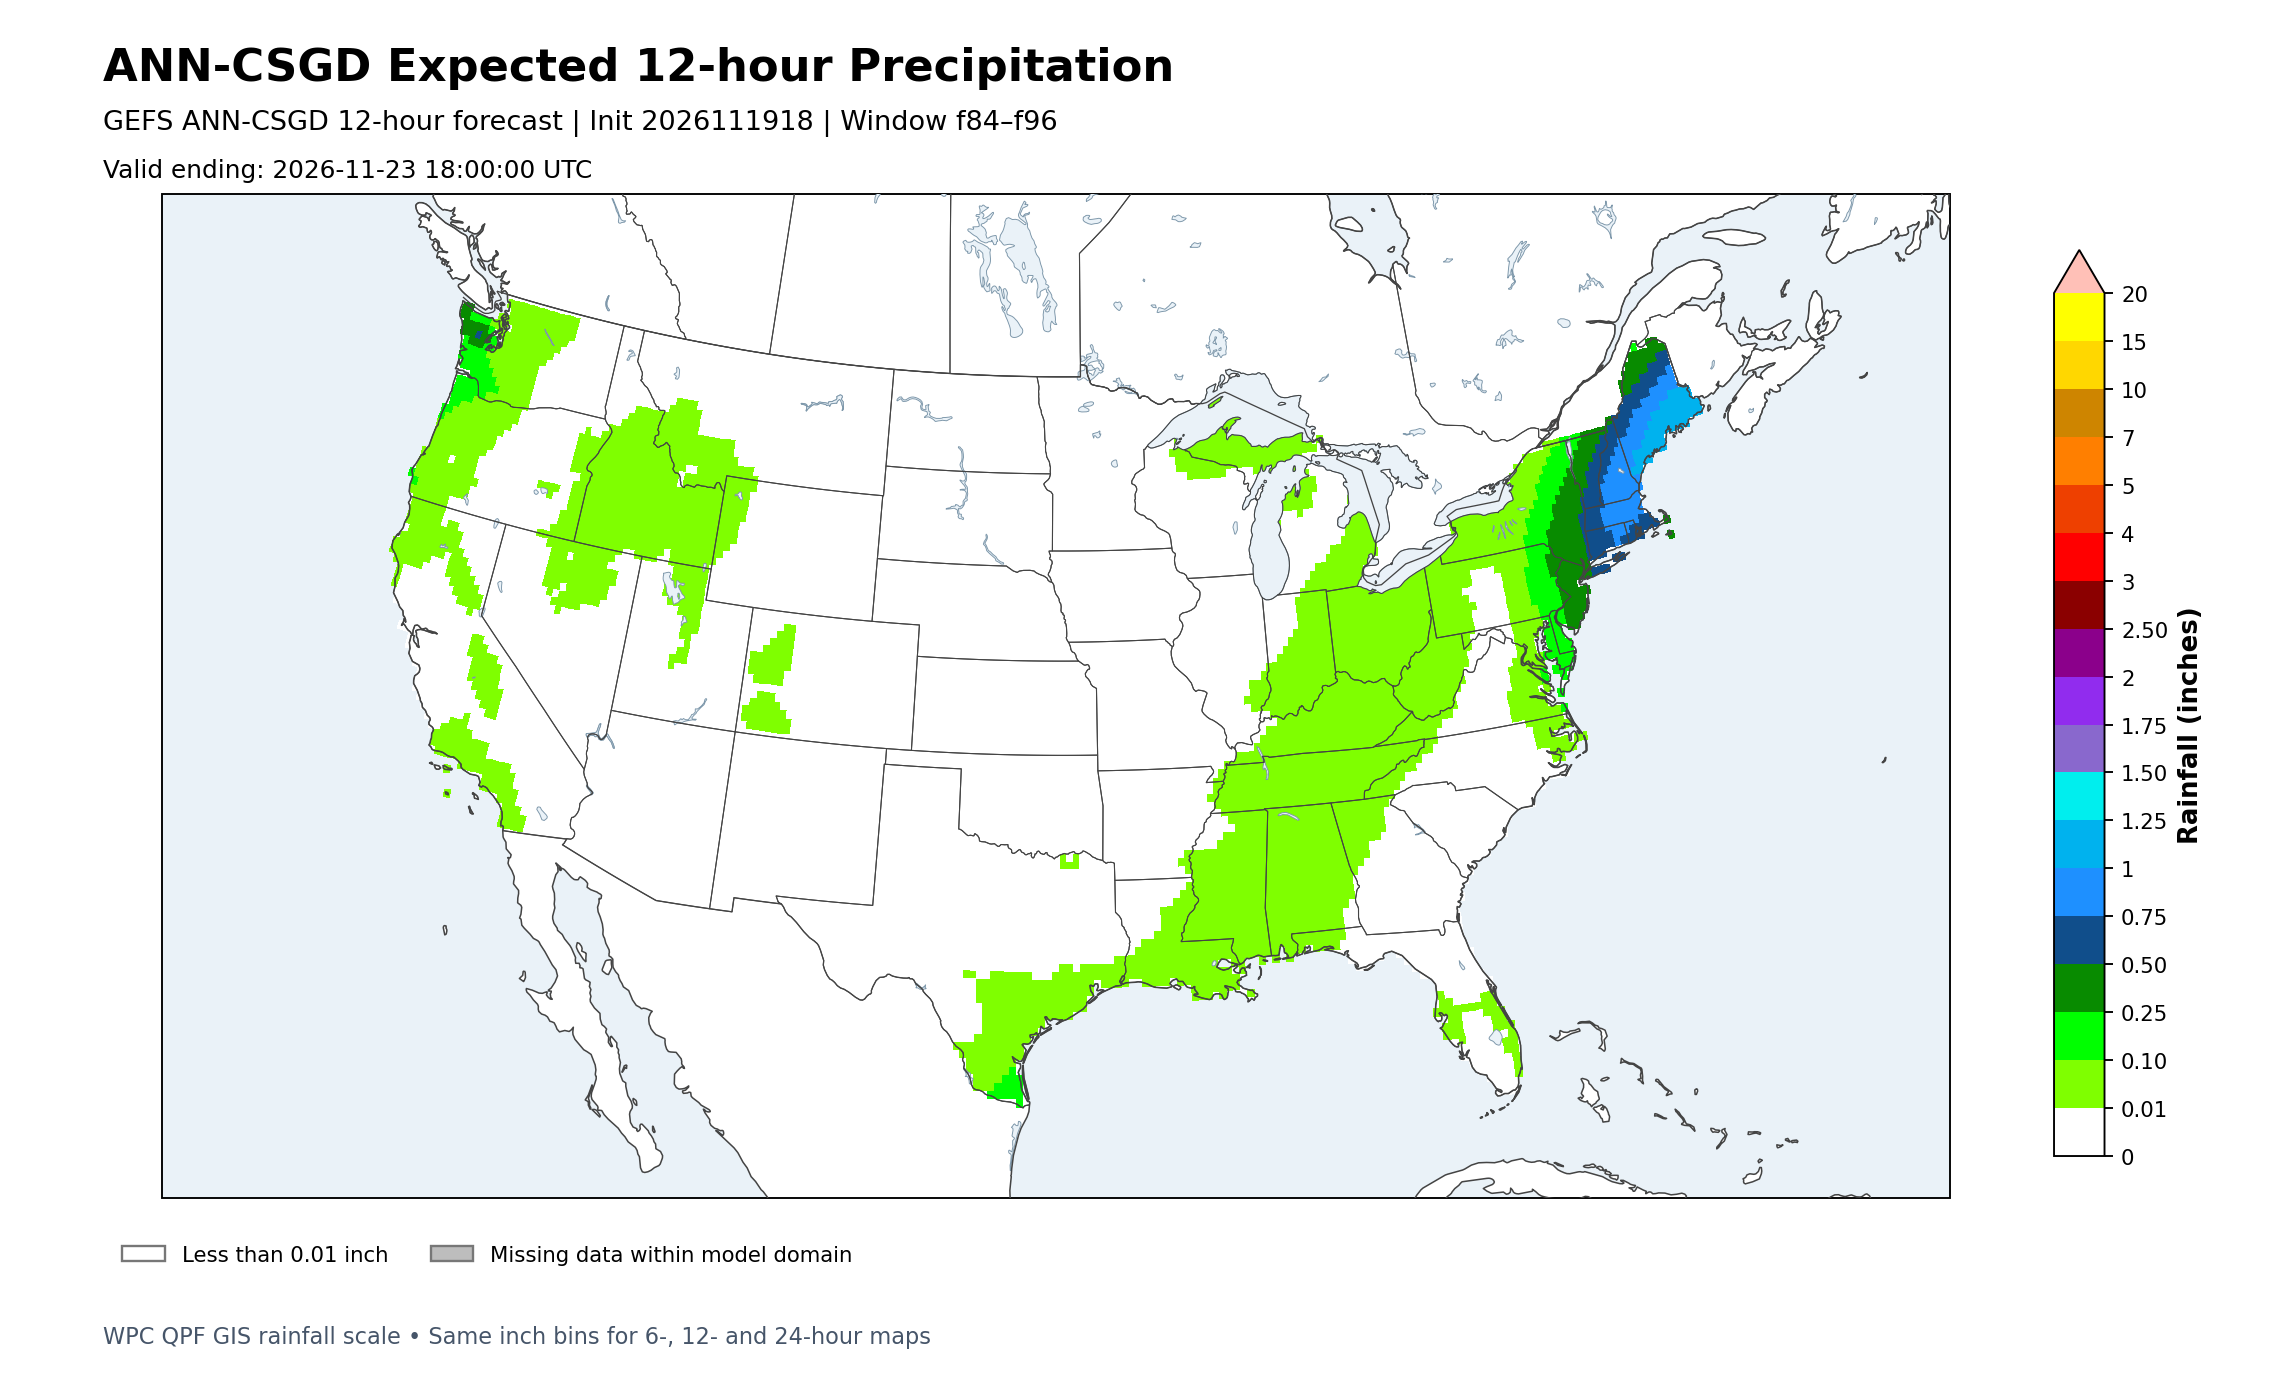 ANN-CSGD Expected 12-hour Precipitation
GEFS ANN-CSGD 12-hour forecast | Init 2026111918 | Window f84–f96
Valid ending: 2026-11-23 18:00:00 UTC
20
15
10
7
5
4
3
2.50
2
1.75
1.50
1.25
1
0.75
0.50
0.25
0.10
0.01
0
Rainfall (inches)
Less than 0.01 inch
Missing data within model domain
WPC QPF GIS rainfall scale • Same inch bins for 6-, 12- and 24-hour maps